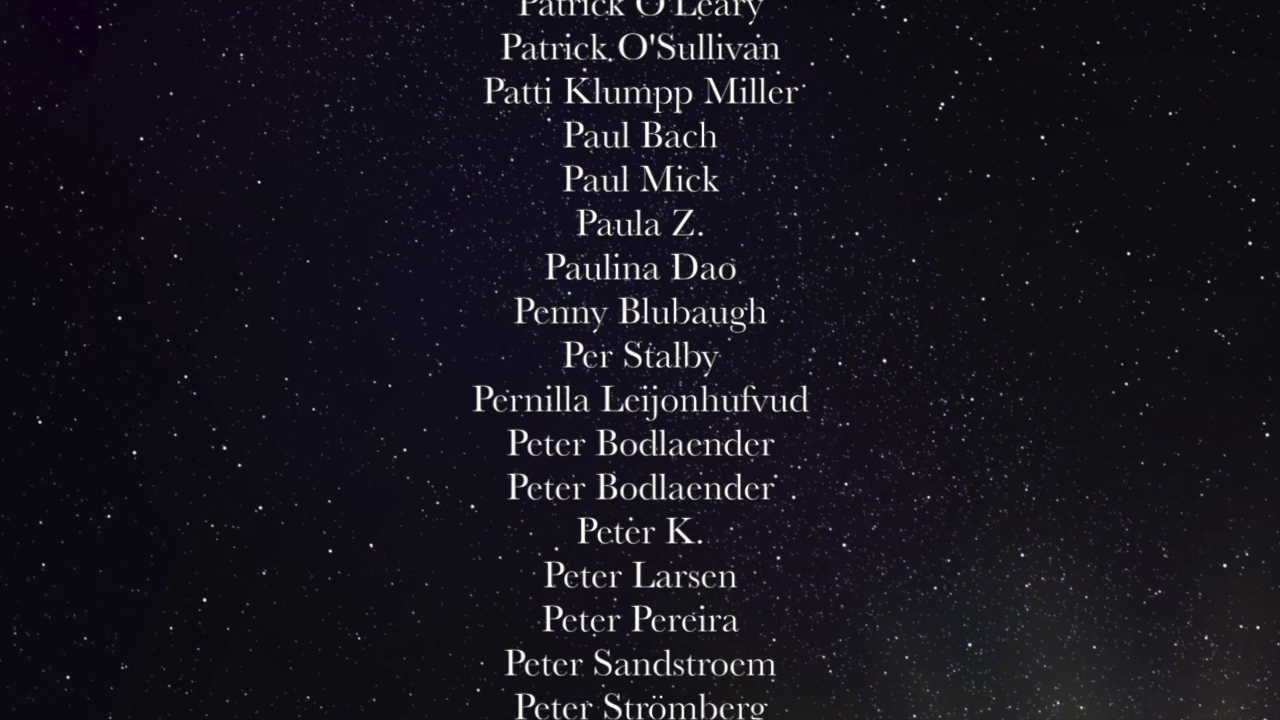 Patrick O'Leary
Patrick O'Sullivan
Patti Klumpp Miller
Paul Bach
Paul Mick
Paula Z.
Paulina Dao
Penny Blubaugh
Per Stalby
Pernilla Leijonhufvud
Peter Bodlaender
Peter Bodlaender
Peter K.
Peter Larsen
Peter Pereira
Peter Sandstroem
Peter Strömberg